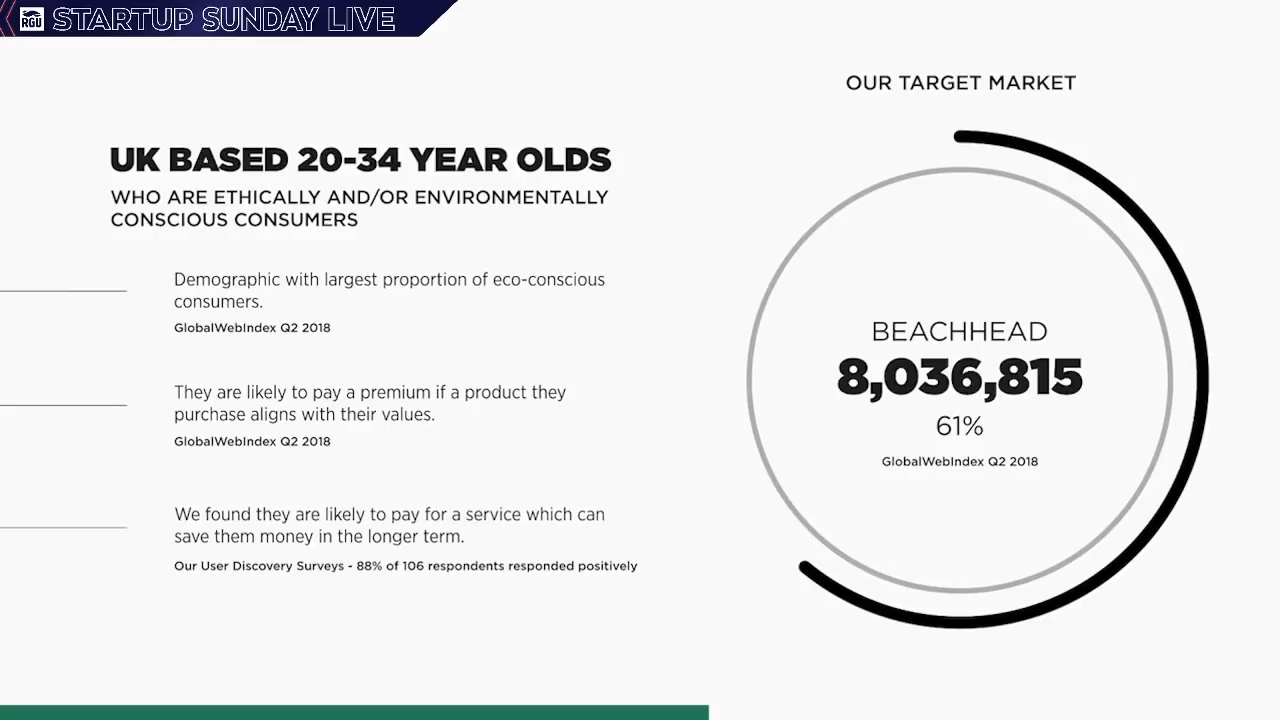 RGU STARTUP SUNDAY LIVE
OUR TARGET MARKET
UK BASED 20-34 YEAR OLDS
WHO ARE ETHICALLY AND/OR ENVIRONMENTALLY
CONSCIOUS CONSUMERS
Demographic with largest proportion of eco-conscious
consumers.
GlobalWebIndex Q2 2018
They are likely to pay a premium if a product they
purchase aligns with their values.
GlobalWebIndex Q2 2018
We found they are likely to pay for a service which can
save them money in the longer term.
Our User Discovery Surveys - 88% of 106 respondents responded positively
BEACHHEAD
8,036,815
61%
GlobalWebIndex Q2 2018